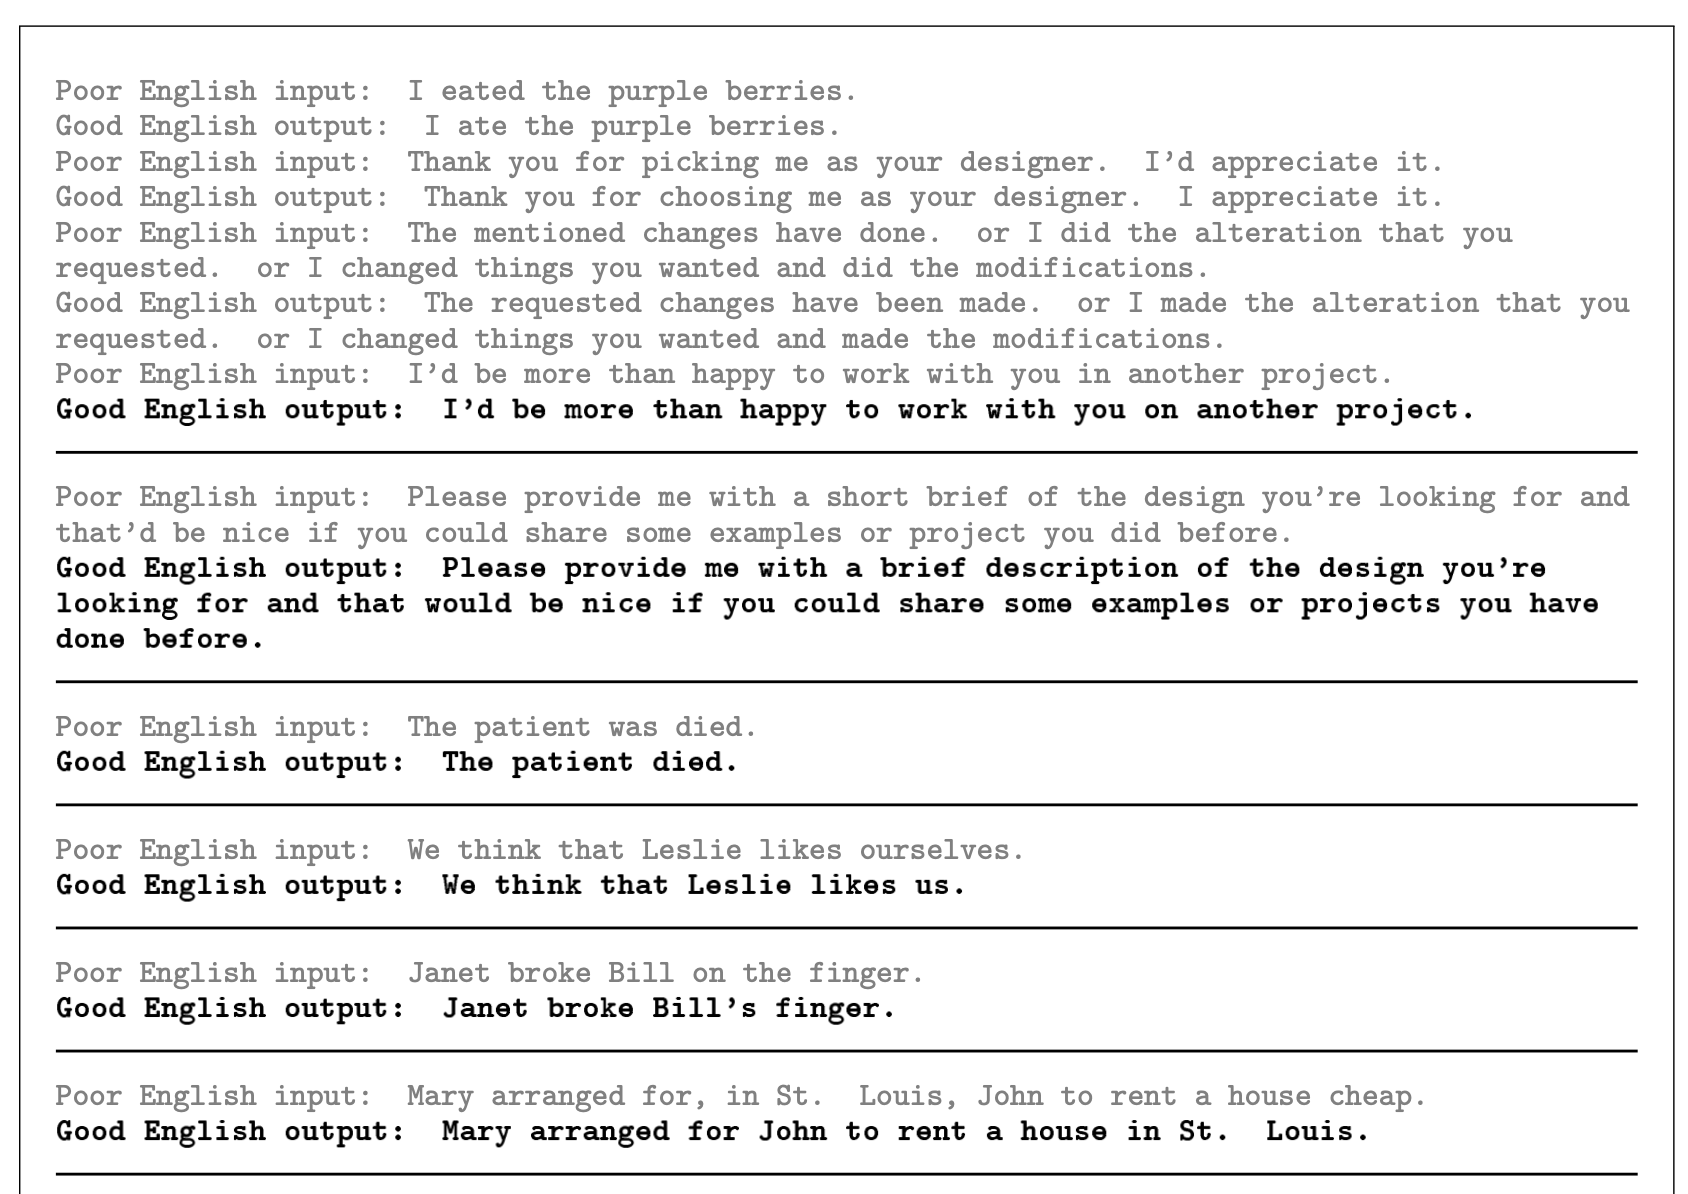 Poor English input: I eated the purple berries.
Good English output: I ate the purple berries.
Poor English input: Thank you for picking me as your designer. I'd appreciate it.
Good English output: Thank you for choosing me as your designer. I appreciate it.
Poor English input: The mentioned changes have done. or I did the alteration that you
requested. or I changed things you wanted and did the modifications.
Good English output: The requested changes have been made. or I made the alteration that you
requested. or I changed things you wanted and made the modifications.
Poor English input: I'd be more than happy to work with you in another project.
Good English output: I'd be more than happy to work with you on another project.
Poor English input: Please provide me with a short brief of the design you're looking for and
that'd be nice if you could share some examples or project you did before.
Good English output: Please provide me with a brief description of the design you're
looking for and that would be nice if you could share some examples or projects you have
done before.
Poor English input: The patient was died.
Good English output: The patient died.
Poor English input: We think that Leslie likes ourselves.
Good English output: We think that Leslie likes us.
Poor English input: Janet broke Bill on the finger.
Good English output: Janet broke Bill's finger.
Poor English input: Mary arranged for, in St. Louis, John to rent a house cheap.
Good English output: Mary arranged for John to rent a house in St. Louis.